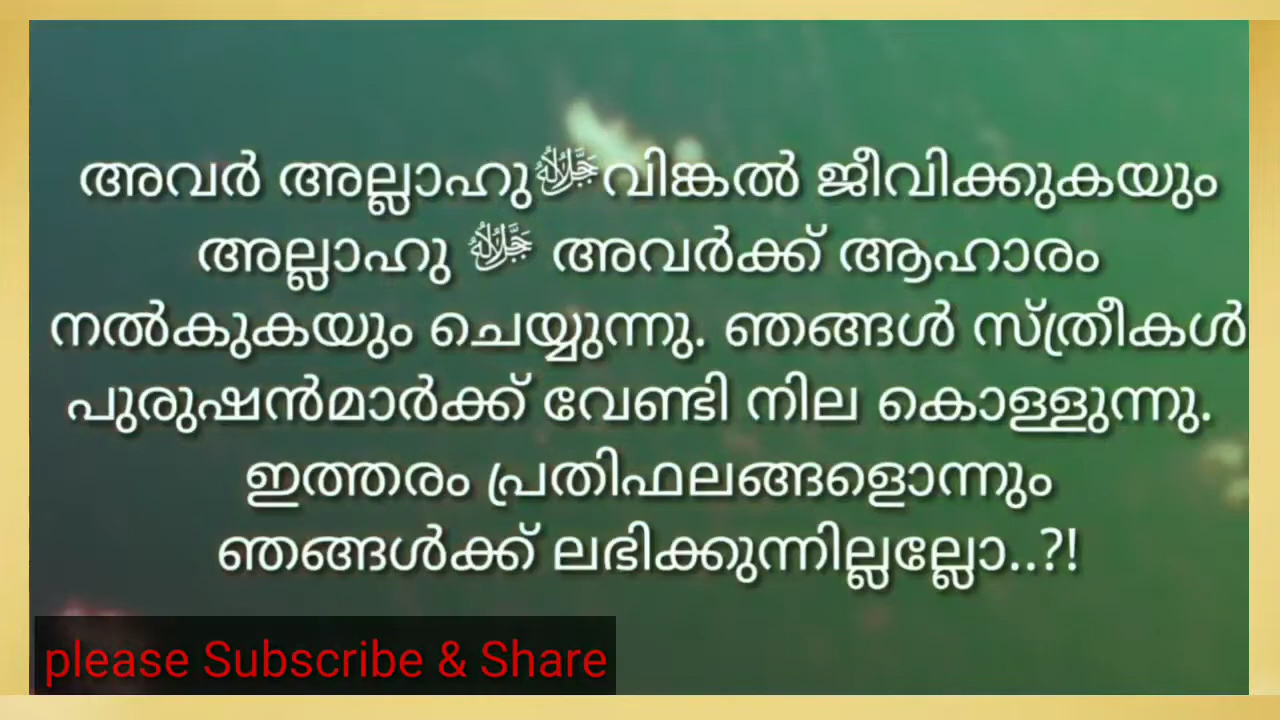 അവർ അല്ലാഹുﷻവിങ്കൽ ജീവിക്കുകയും
അല്ലാഹു ﷻ അവർക്ക് ആഹാരം
നൽകുകയും ചെയ്യുന്നു. ഞങ്ങൾ സ്ത്രീകൾ
പുരുഷൻമാർക്ക് വേണ്ടി നില കൊള്ളുന്നു.
ഇത്തരം പ്രതിഫലങ്ങളൊന്നും
ഞങ്ങൾക്ക് ലഭിക്കുന്നില്ലല്ലോ..?!
please Subscribe & Share